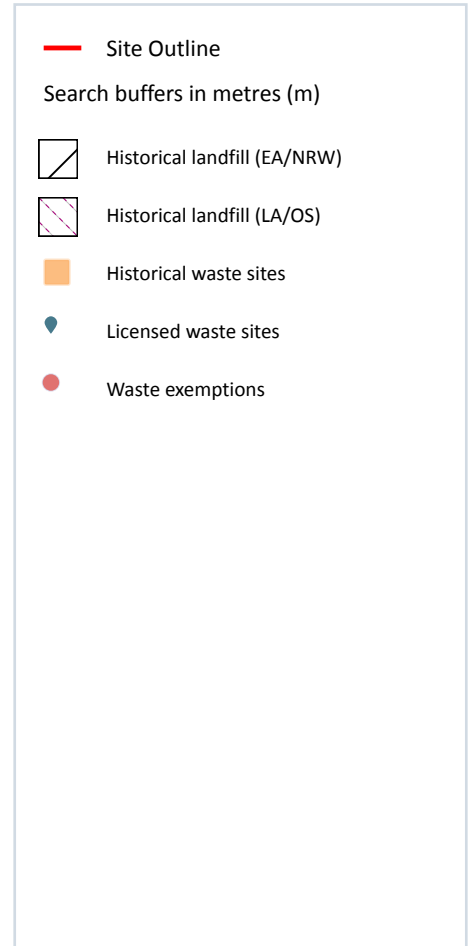 Site Outline
Search buffers in metres (m)
Historical landfill (EA/NRW)
Historical landfill (LA/OS)
Historical waste sites
Licensed waste sites
Waste exemptions